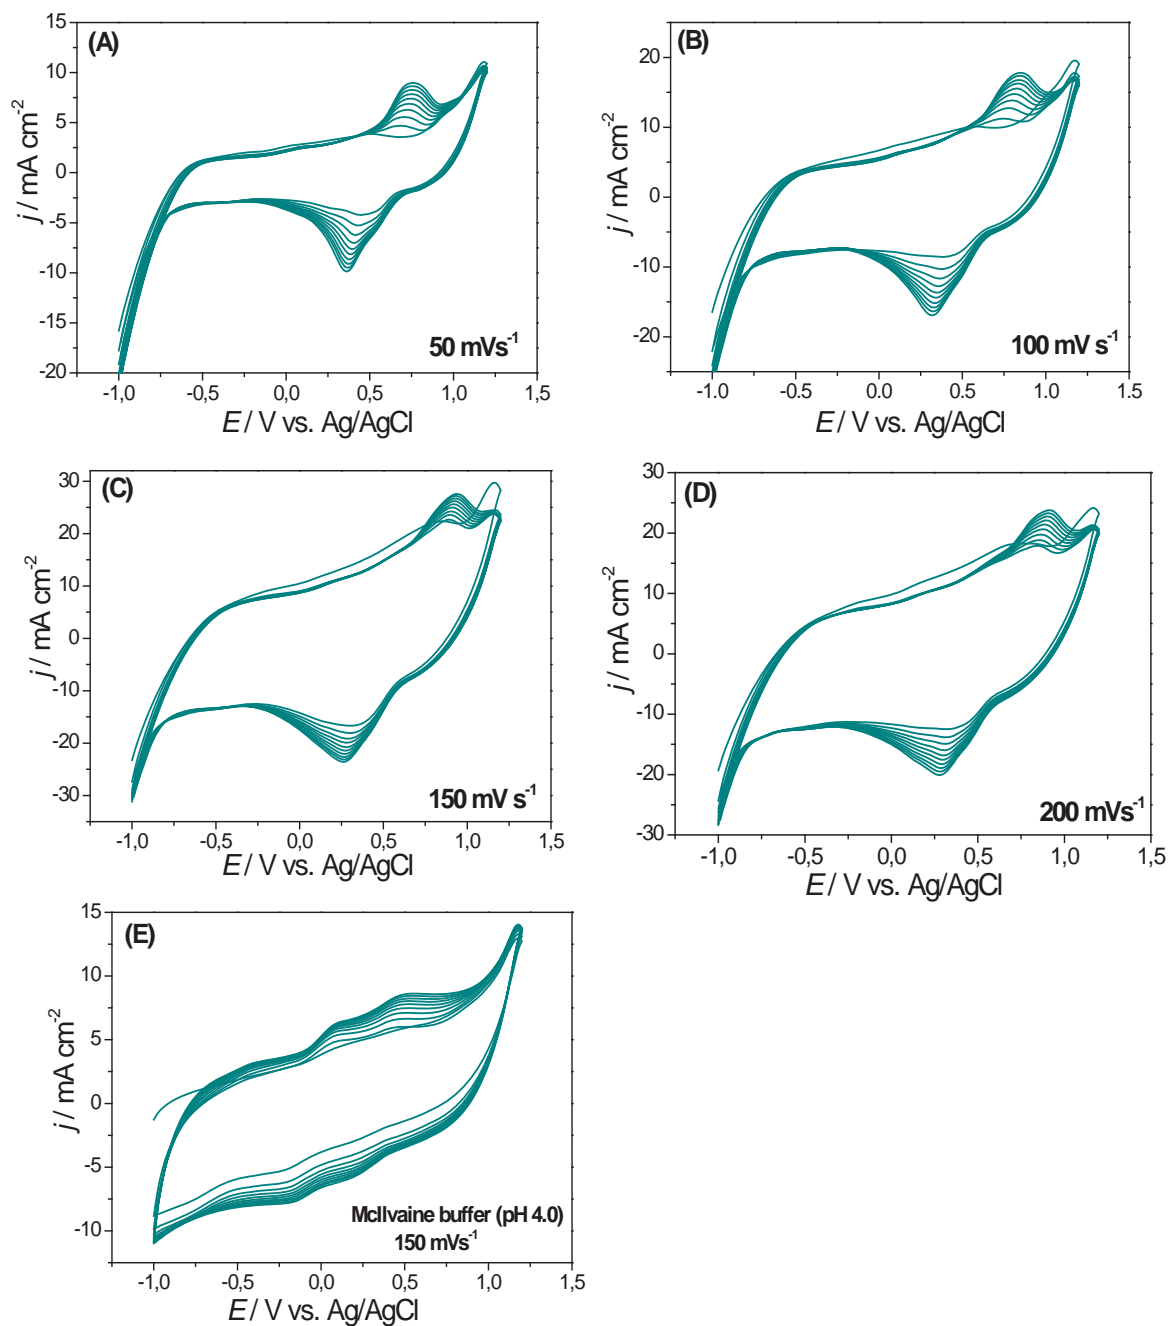 (A)
15
10
5
0
-5
-10
-15
-20
j / mA cm-2
50 mVs-1
-1,0 -0,5 0,0 0,5 1,0 1,5
E / V vs. Ag/AgCl
(B)
20
10
0
-10
-20
j / mA cm-2
100 mV s-1
-1,0 -0,5 0,0 0,5 1,0 1,5
E / V vs. Ag/AgCl
(C)
30
20
10
0
-10
-20
-30
j / mA cm-2
150 mV s-1
-1,0 -0,5 0,0 0,5 1,0 1,5
E / V vs. Ag/AgCl
(D)
30
20
10
0
-10
-20
-30
j / mA cm-2
200 mVs-1
-1,0 -0,5 0,0 0,5 1,0 1,5
E / V vs. Ag/AgCl
(E)
15
10
5
0
-5
-10
j / mA cm-2
McIlvaine buffer (pH 4.0)
150 mVs-1
-1,0 -0,5 0,0 0,5 1,0 1,5
E / V vs. Ag/AgCl